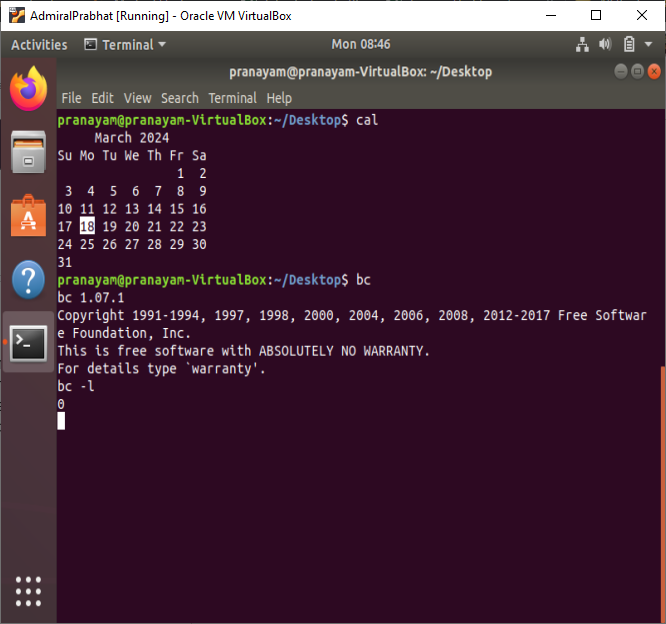 AdmiralPrabhat [Running] - Oracle VM VirtualBox
Activities Terminal Mon 08:46
pranayam@pranayam-VirtualBox: ~/Desktop
File Edit View Search Terminal Help
pranayam@pranayam-VirtualBox:~/Desktop$ cal
     March 2024
Su Mo Tu We Th Fr Sa
                1  2
 3  4  5  6  7  8  9
10 11 12 13 14 15 16
17 18 19 20 21 22 23
24 25 26 27 28 29 30
31
pranayam@pranayam-VirtualBox:~/Desktop$ bc
bc 1.07.1
Copyright 1991-1994, 1997, 1998, 2000, 2004, 2006, 2008, 2012-2017 Free Softwar
e Foundation, Inc.
This is free software with ABSOLUTELY NO WARRANTY.
For details type `warranty'.
bc -l
0